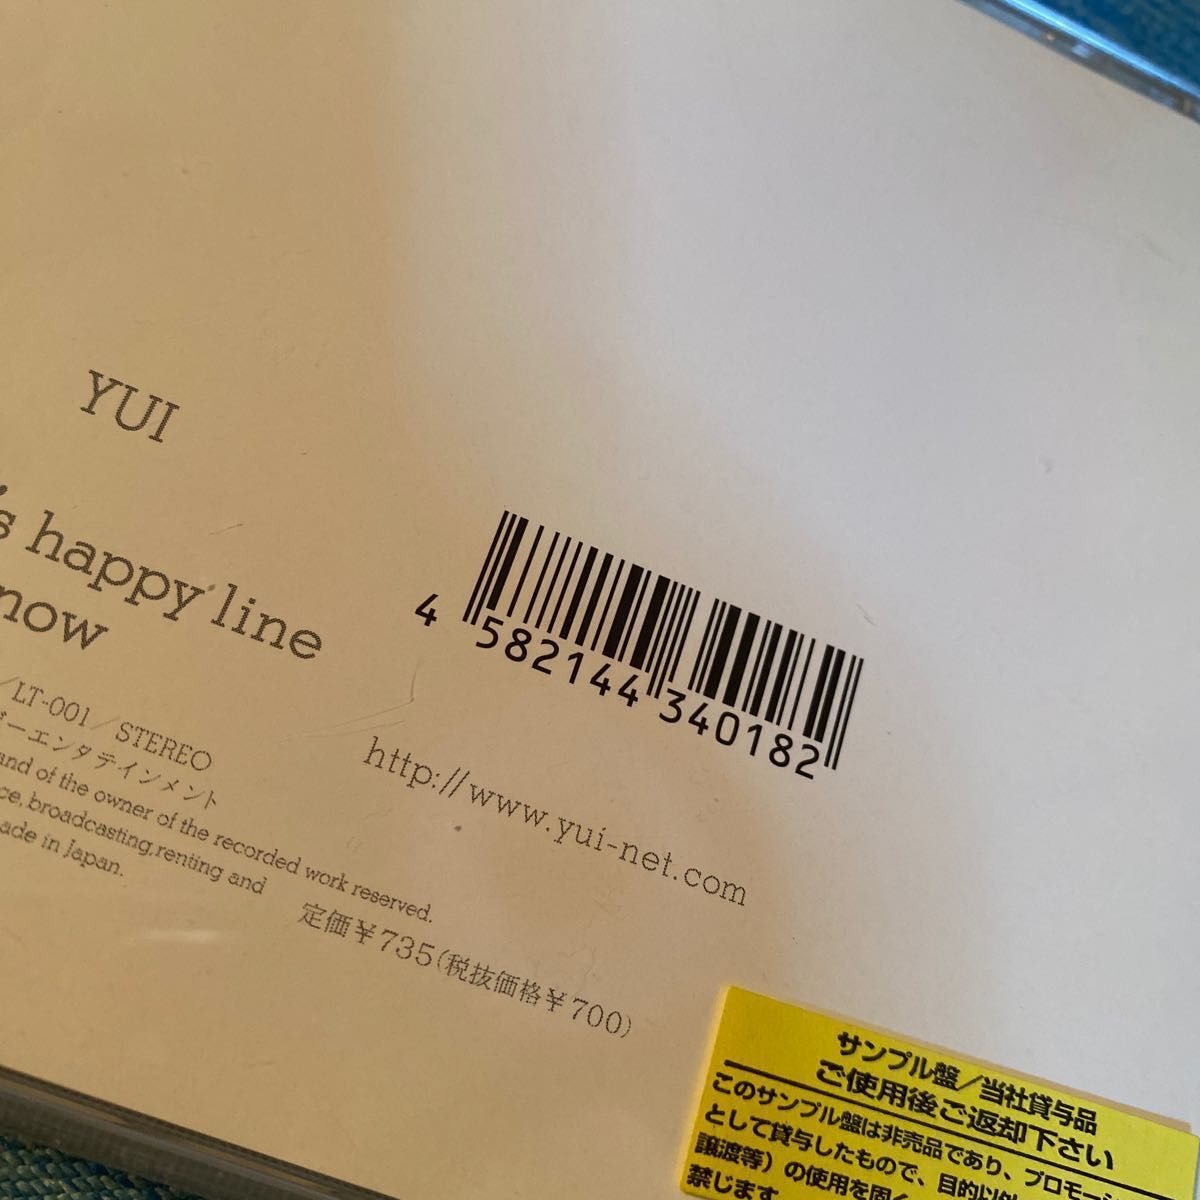 YUI
's happy line
now
4 582144 340182
/LT-001/STEREO
ーエンタテインメント
http://www.yui-net.com
and of the owner of the recorded work reserved.
broadcasting,renting and
in Japan.
定価¥735(税抜価格¥700)
サンプル盤/当社貸与品
ご使用後ご返却下さい
このサンプル盤は非売品であり、プロモー
として貸与したもので、目的以外
譲渡等）の使用を固く
禁じます